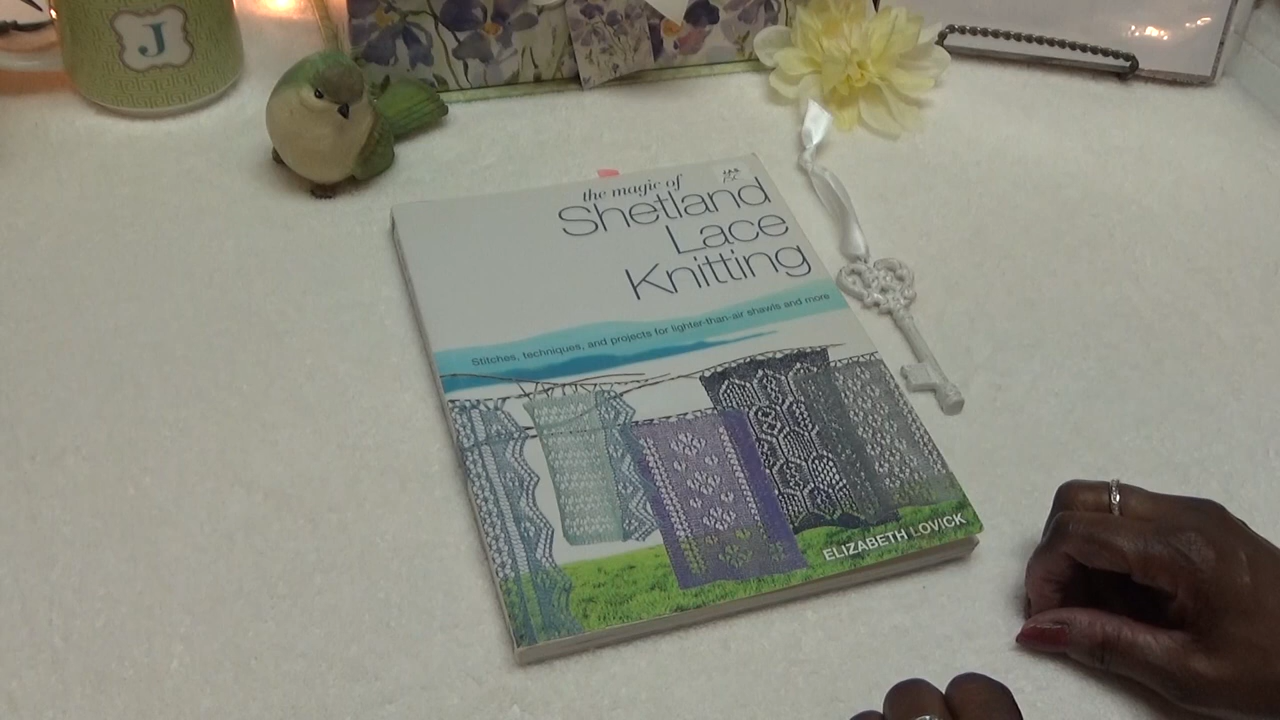 J
the magic of
Shetland
Lace
Knitting
Stitches, techniques, and projects for lighter-than-air shawls and more
ELIZABETH LOVICK